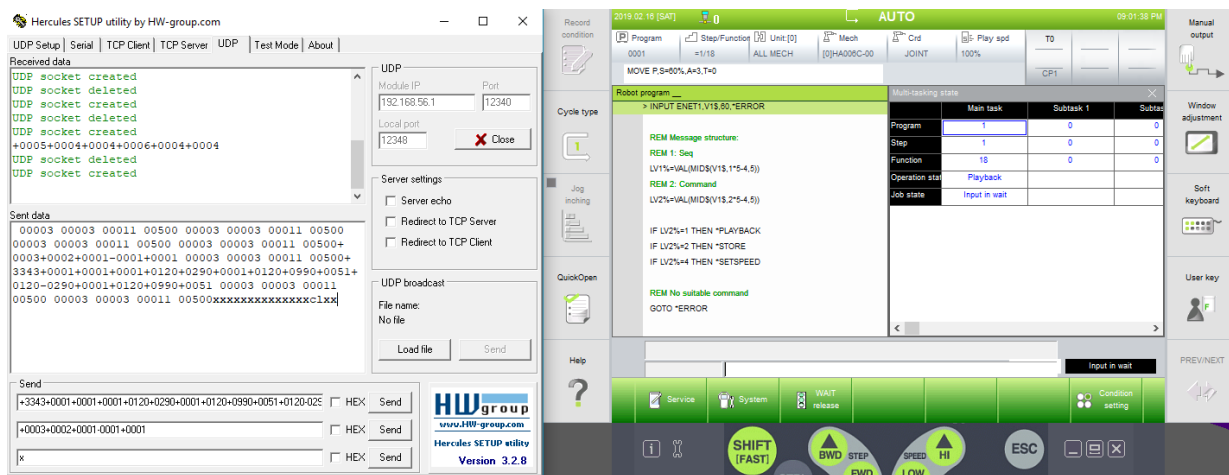 Hercules SETUP utility by HW-group.com
UDP Setup Serial TCP Client TCP Server UDP Test Mode About
Received data
UDP socket created
UDP socket deleted
UDP socket created
UDP socket deleted
UDP socket created
+0005+0004+0004+0006+0004+0004
UDP socket deleted
UDP socket created
Sent data
00003 00003 00011 00500 00003 00003 00011 00500
00003 00003 00011 00500 00003 00003 00011 00500+
0003+0002+0001-0001+0001 00003 00003 00011 00500+
3343+0001+0001+0001+0120+0290+0001+0120+0990+0051+
0120-0290+0001+0120+0990+0051 00003 00003 00011
00500 00003 00003 00011 00500xxxxxxxxxxxxxxclxx
UDP
Module IP Port
192.168.56.1 12340
Local port
12348 Close
Server settings
Server echo
Redirect to TCP Server
Redirect to TCP Client
UDP broadcast
File name:
No file
Load file Send
Send
+3343+0001+0001+0001+0120+0290+0001+0120+0990+0051+0120-029 HEX Send
+0003+0002+0001-0001+0001 HEX Send
x HEX Send
HW group
www.HW-group.com
Hercules SETUP utility
Version 3.2.8
Record
condition
Cycle type
1
Jog
inching
QuickOpen
Help
2019.02.16 [SAT] 0 AUTO 09:01:38 PM
Program Step/Function Unit:[0] Mech Crd Play spd T0
0001 =1/18 ALL MECH [0]HA006C-00 JOINT 100%
MOVE P,S=60%,A=3,T=0
CP1
Robot program __
> INPUT ENET1,V1$,60,*ERROR
REM Message structure:
REM 1: Seq
LV1%=VAL(MID$(V1$,1*5-4,5))
REM 2: Command
LV2%=VAL(MID$(V1$,2*5-4,5))
IF LV2%=1 THEN *PLAYBACK
IF LV2%=2 THEN *STORE
IF LV2%=4 THEN *SETSPEED
REM No suitable command
GOTO *ERROR
Multi-tasking state
Main task Subtask 1 Subtas
Program 1 0 0
Step 1 0 0
Function 18 0 0
Operation stat Playback
Job state Input in wait
Input in wait
Service System WAIT
release Condition
setting
SHIFT
[FAST] BWD STEP SPEED HI ESC
FWD LOW
Manual
output
Window
adjustment
Soft
keyboard
User key
F
PREV/NEXT